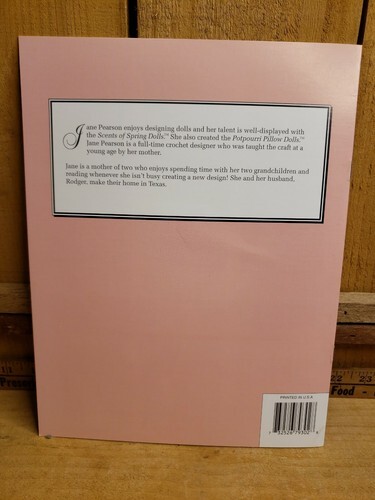 Jane Pearson enjoys designing dolls and her talent is well-displayed with
the Scents of Spring Dolls.™ She also created the Potpourri Pillow Dolls.™
Jane Pearson is a full-time crochet designer who was taught the craft at a
young age by her mother.
Jane is a mother of two who enjoys spending time with her two grandchildren and
reading whenever she isn't busy creating a new design! She and her husband,
Rodger, make their home in Texas.
PRINTED IN U.S.A.
13
22
23
Food -